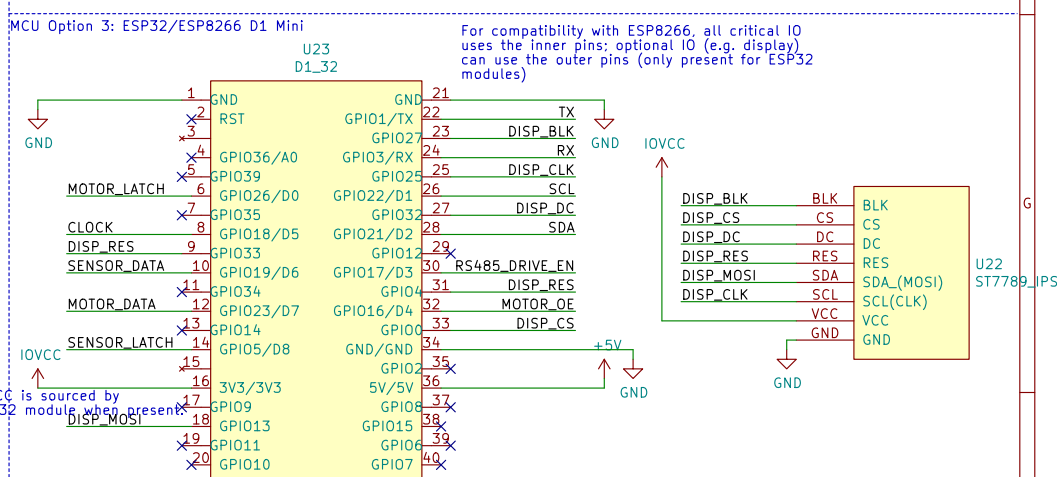 MCU Option 3: ESP32/ESP8266 D1 Mini
For compatibility with ESP8266, all critical IO
uses the inner pins; optional IO (e.g. display)
can use the outer pins (only present for ESP32
modules)
U23
D1_32
1 GND GND 21
2 RST GPIO1/TX 22 TX
3 GPIO27 23 DISP_BLK
4 GPIO36/A0 GPIO3/RX 24 RX
5 GPIO39 GPIO25 25 DISP_CLK
MOTOR_LATCH 6 GPIO26/D0 GPIO22/D1 26 SCL
7 GPIO35 GPIO32 27 DISP_DC
CLOCK 8 GPIO18/D5 GPIO21/D2 28 SDA
DISP_RES 9 GPIO33 GPIO12 29
SENSOR_DATA 10 GPIO19/D6 GPIO17/D3 30 RS485_DRIVE_EN
11 GPIO34 GPIO4 31 DISP_RES
MOTOR_DATA 12 GPIO23/D7 GPIO16/D4 32 MOTOR_OE
13 GPIO14 GPIO0 33 DISP_CS
SENSOR_LATCH 14 GPIO5/D8 GND/GND 34
15 GPIO2 35
16 3V3/3V3 5V/5V 36
17 GPIO9 GPIO8 37
DISP_MOSI 18 GPIO13 GPIO15 38
19 GPIO11 GPIO6 39
20 GPIO10 GPIO7 40
GND
GND
IOVCC
+5V
GND
CC is sourced by
32 module when present.
IOVCC
DISP_BLK BLK BLK
DISP_CS CS CS
DISP_DC DC DC
DISP_RES RES RES
DISP_MOSI SDA SDA_(MOSI)
DISP_CLK SCL SCL(CLK)
VCC VCC
GND GND
GND
U22
ST7789_IPS
G